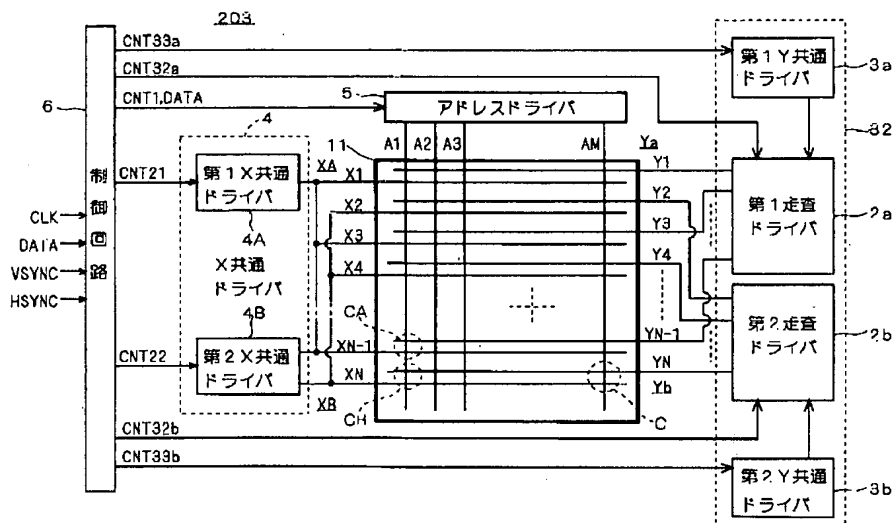 203
CNT33a
CNT32a
CNT1,DATA
6
5
4
アドレスドライバ
第1Y共通
ドライバ
3a
32
A1
A2
A3
AM
Ya
11
制御回路
CNT21
第1X共通
ドライバ
4A
XA
X1
X2
X3
X4
Y1
Y2
Y3
Y4
第1走査
ドライバ
2a
CLK
DATA
VSYNC
HSYNC
X共通
ドライバ
4B
CA
第2X共通
ドライバ
CNT22
XN-1
XN
XB
CH
C
YN-1
YN
Yb
第2走査
ドライバ
2b
CNT32b
CNT33b
第2Y共通
ドライバ
3b